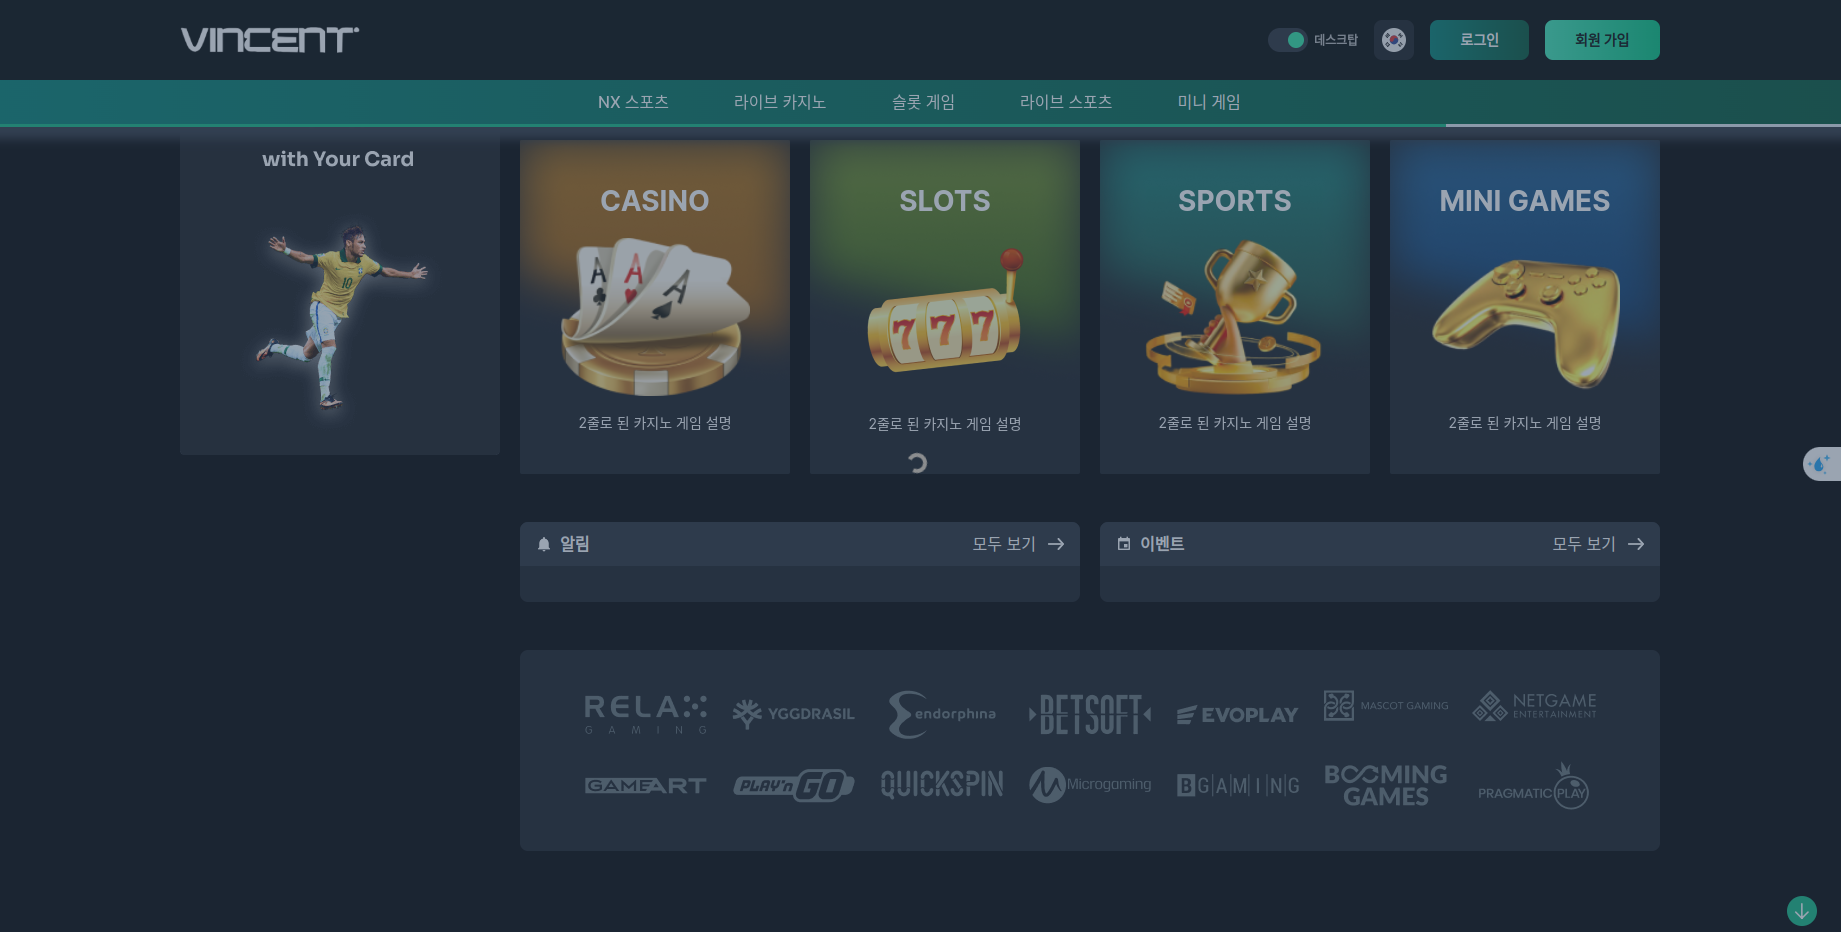 VINCENT
데스크탑
로그인
회원 가입
NX 스포츠 라이브 카지노 슬롯 게임 라이브 스포츠 미니 게임
with Your Card
10
CASINO
A A A
2줄로 된 카지노 게임 설명
SLOTS
777
2줄로 된 카지노 게임 설명
SPORTS
2줄로 된 카지노 게임 설명
MINI GAMES
2줄로 된 카지노 게임 설명
알림 모두 보기
이벤트 모두 보기
RELAX
GAMING
YGGDRASIL
endorphina
BETSOFT
EVOPLAY
MASCOT GAMING
NETGAME
ENTERTAINMENT
GAMEART
PLAY'n GO
QUICKSPIN
Microgaming
BGAMING
BOOMING
GAMES
PRAGMATIC PLAY